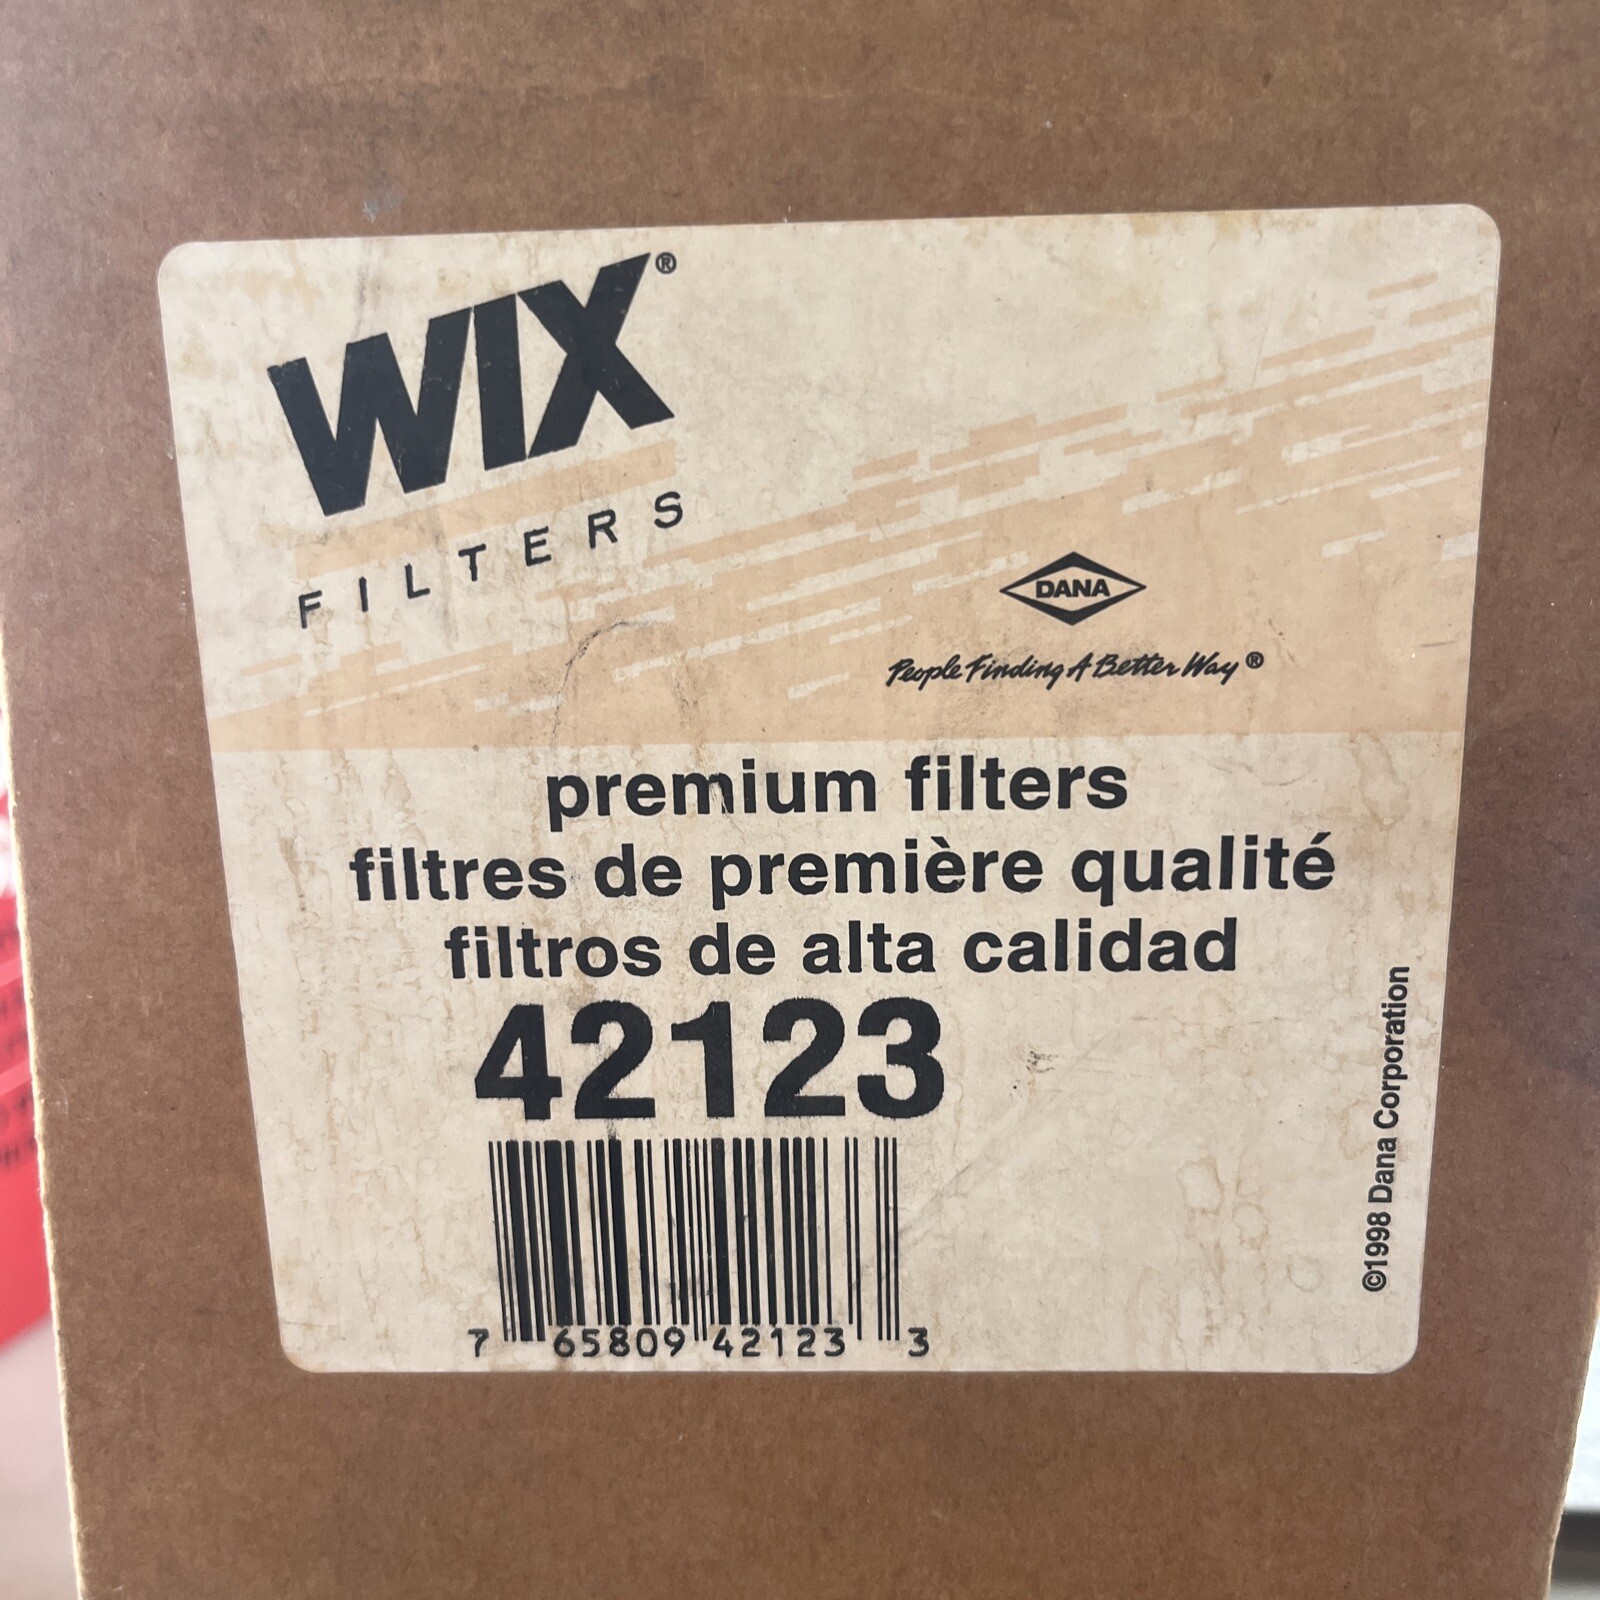 WIX®
FILTERS
DANA
People Finding A Better Way®
premium filters
filtres de première qualité
filtros de alta calidad
42123
7 65809 42123 3
©1998 Dana Corporation